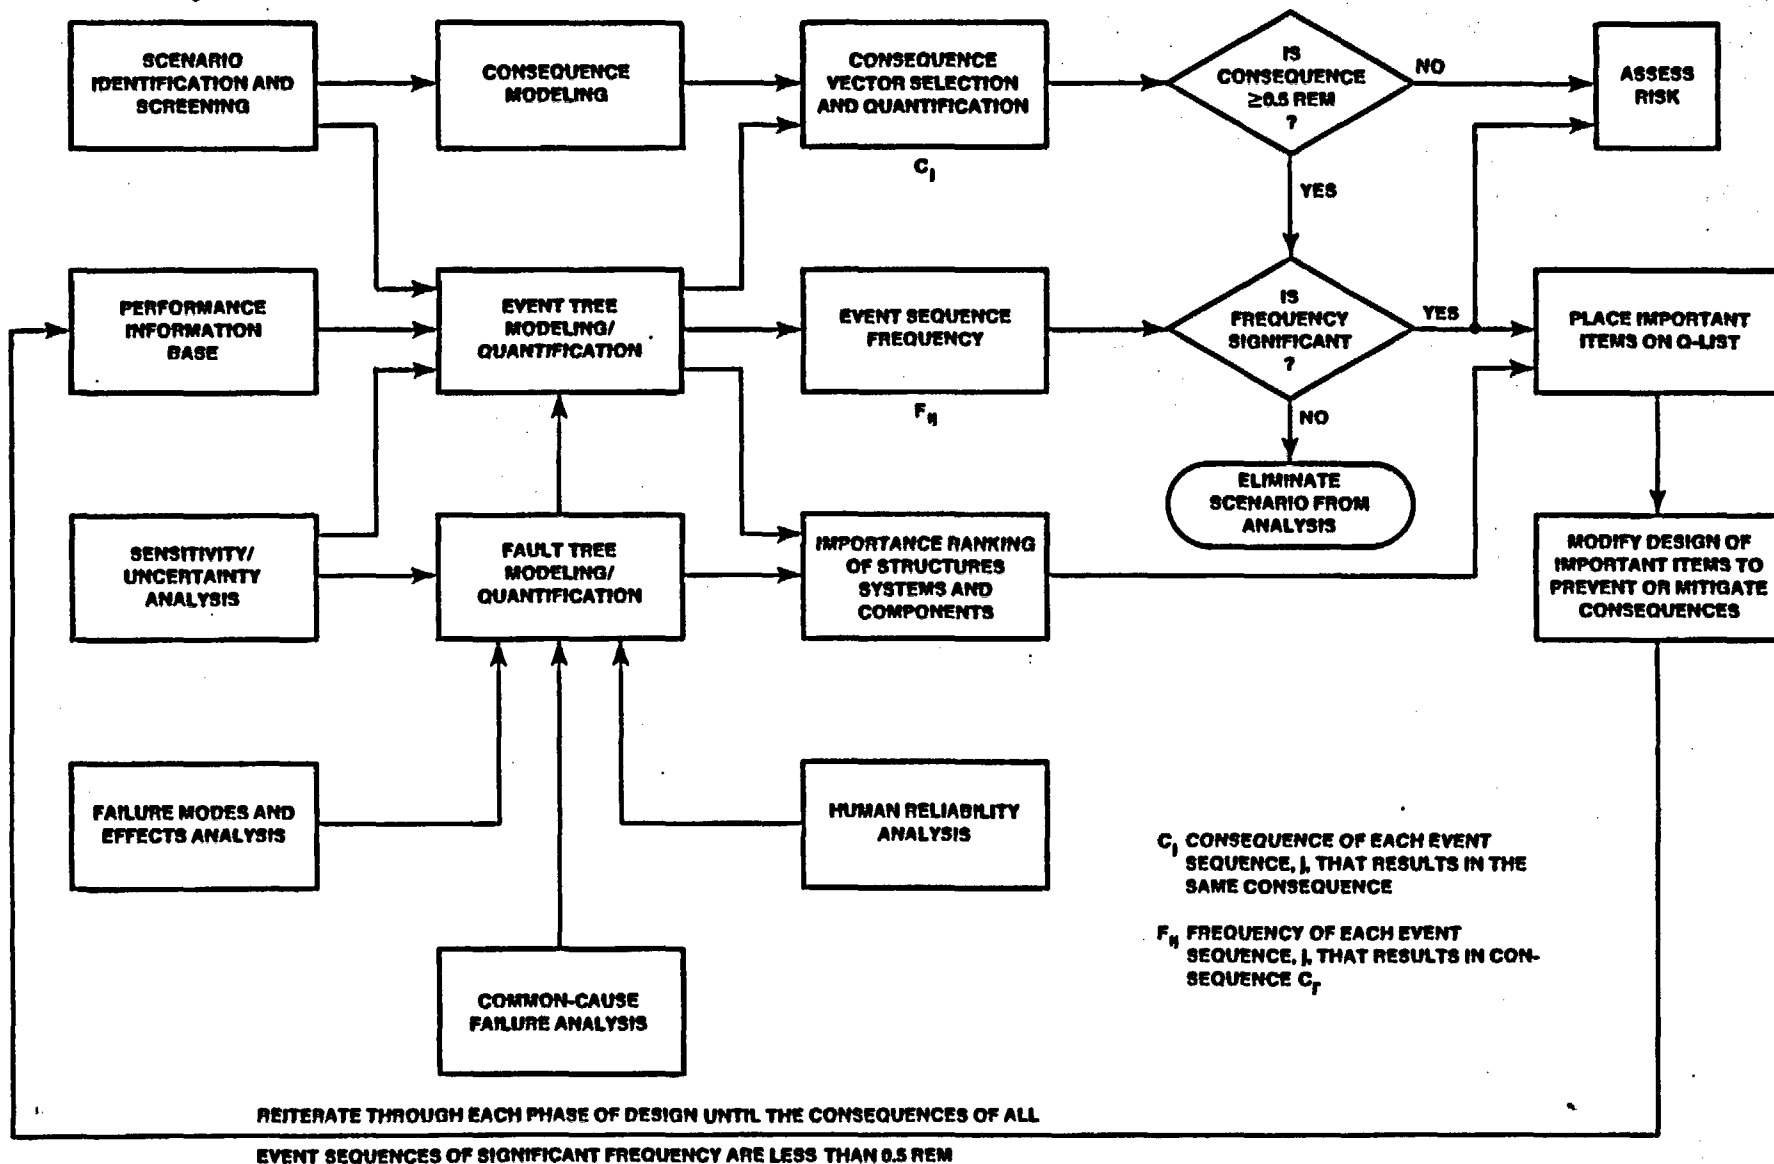 SCENARIO
IDENTIFICATION AND
SCREENING
CONSEQUENCE
MODELING
CONSEQUENCE
VECTOR SELECTION
AND QUANTIFICATION
Ci
IS
CONSEQUENCE
≥0.5 REM
?
NO
YES
ASSESS
RISK
PERFORMANCE
INFORMATION
BASE
EVENT TREE
MODELING/
QUANTIFICATION
EVENT SEQUENCE
FREQUENCY
Fij
IS
FREQUENCY
SIGNIFICANT
?
YES
NO
PLACE IMPORTANT
ITEMS ON Q-LIST
ELIMINATE
SCENARIO FROM
ANALYSIS
SENSITIVITY/
UNCERTAINTY
ANALYSIS
FAULT TREE
MODELING/
QUANTIFICATION
IMPORTANCE RANKING
OF STRUCTURES
SYSTEMS AND
COMPONENTS
MODIFY DESIGN OF
IMPORTANT ITEMS TO
PREVENT OR MITIGATE
CONSEQUENCES
FAILURE MODES AND
EFFECTS ANALYSIS
HUMAN RELIABILITY
ANALYSIS
COMMON-CAUSE
FAILURE ANALYSIS
Ci CONSEQUENCE OF EACH EVENT
SEQUENCE, j, THAT RESULTS IN THE
SAME CONSEQUENCE
Fij FREQUENCY OF EACH EVENT
SEQUENCE, j, THAT RESULTS IN CON-
SEQUENCE Ci.
REITERATE THROUGH EACH PHASE OF DESIGN UNTIL THE CONSEQUENCES OF ALL
EVENT SEQUENCES OF SIGNIFICANT FREQUENCY ARE LESS THAN 0.5 REM